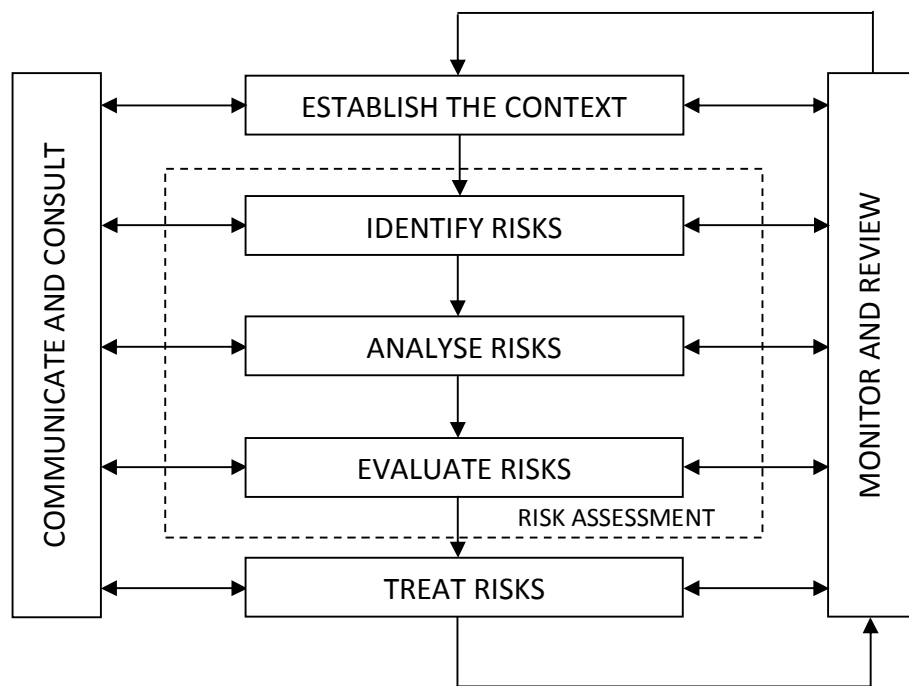 ESTABLISH THE CONTEXT
COMMUNICATE AND CONSULT
IDENTIFY RISKS
ANALYSE RISKS
EVALUATE RISKS
RISK ASSESSMENT
TREAT RISKS
MONITOR AND REVIEW